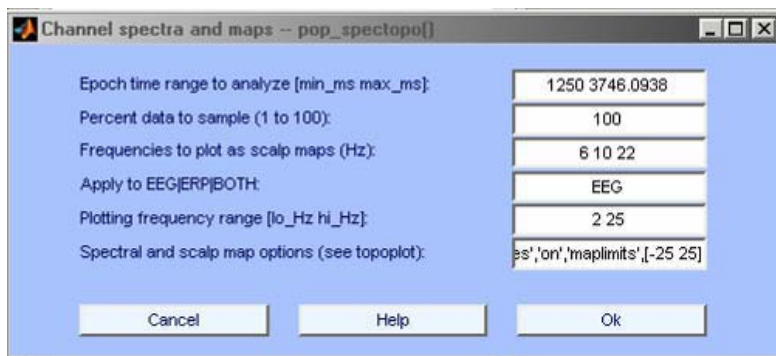 Channel spectra and maps -- pop_spectopo()
Epoch time range to analyze [min_ms max_ms]: 1250 3746.0938
Percent data to sample (1 to 100): 100
Frequencies to plot as scalp maps (Hz): 6 10 22
Apply to EEG|ERP|BOTH: EEG
Plotting frequency range [lo_Hz hi_Hz]: 2 25
Spectral and scalp map options (see topoplot): es','on','maplimits',[-25 25]
Cancel Help Ok